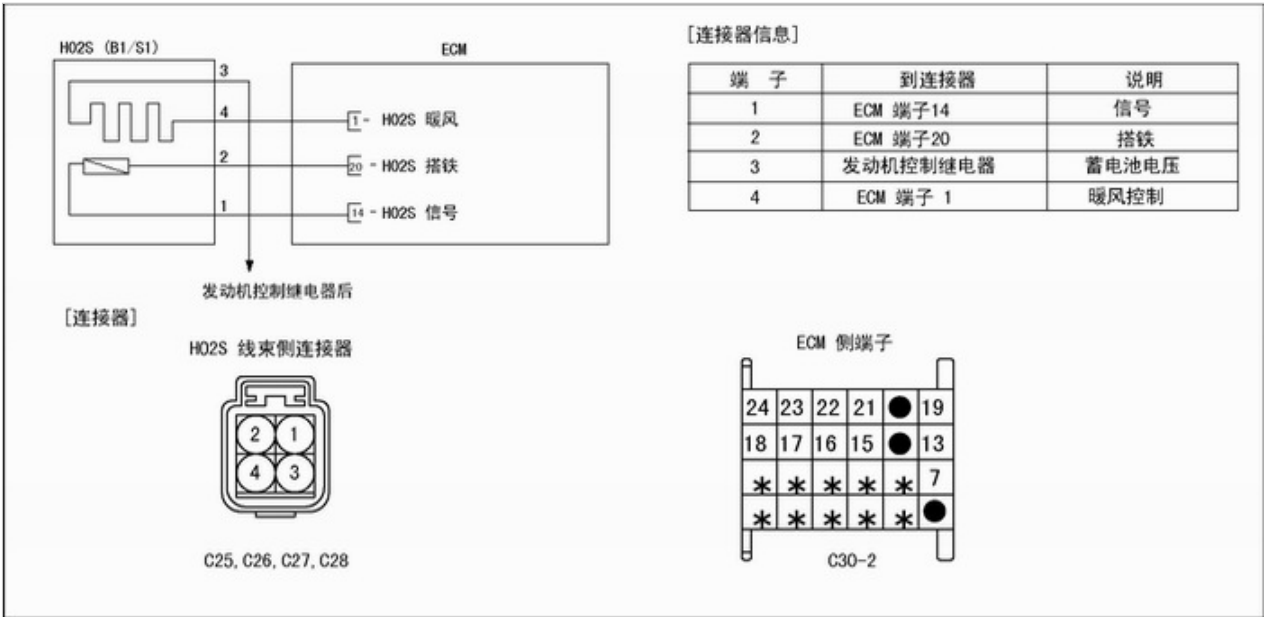 HO2S (B1/S1)
ECM
3
4
1 - HO2S 暖风
2
20 - HO2S 搭铁
1
14 - HO2S 信号
发动机控制继电器后
[连接器信息]
端 子 到连接器 说明
1 ECM 端子14 信号
2 ECM 端子20 搭铁
3 发动机控制继电器 蓄电池电压
4 ECM 端子 1 暖风控制
[连接器]
HO2S 线束侧连接器
2 1
4 3
C25, C26, C27, C28
ECM 侧端子
24 23 22 21 ● 19
18 17 16 15 ● 13
* * * * * 7
* * * * * ●
C30-2